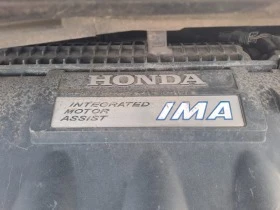 HONDA
INTEGRATED
MOTOR
ASSIST
IMA